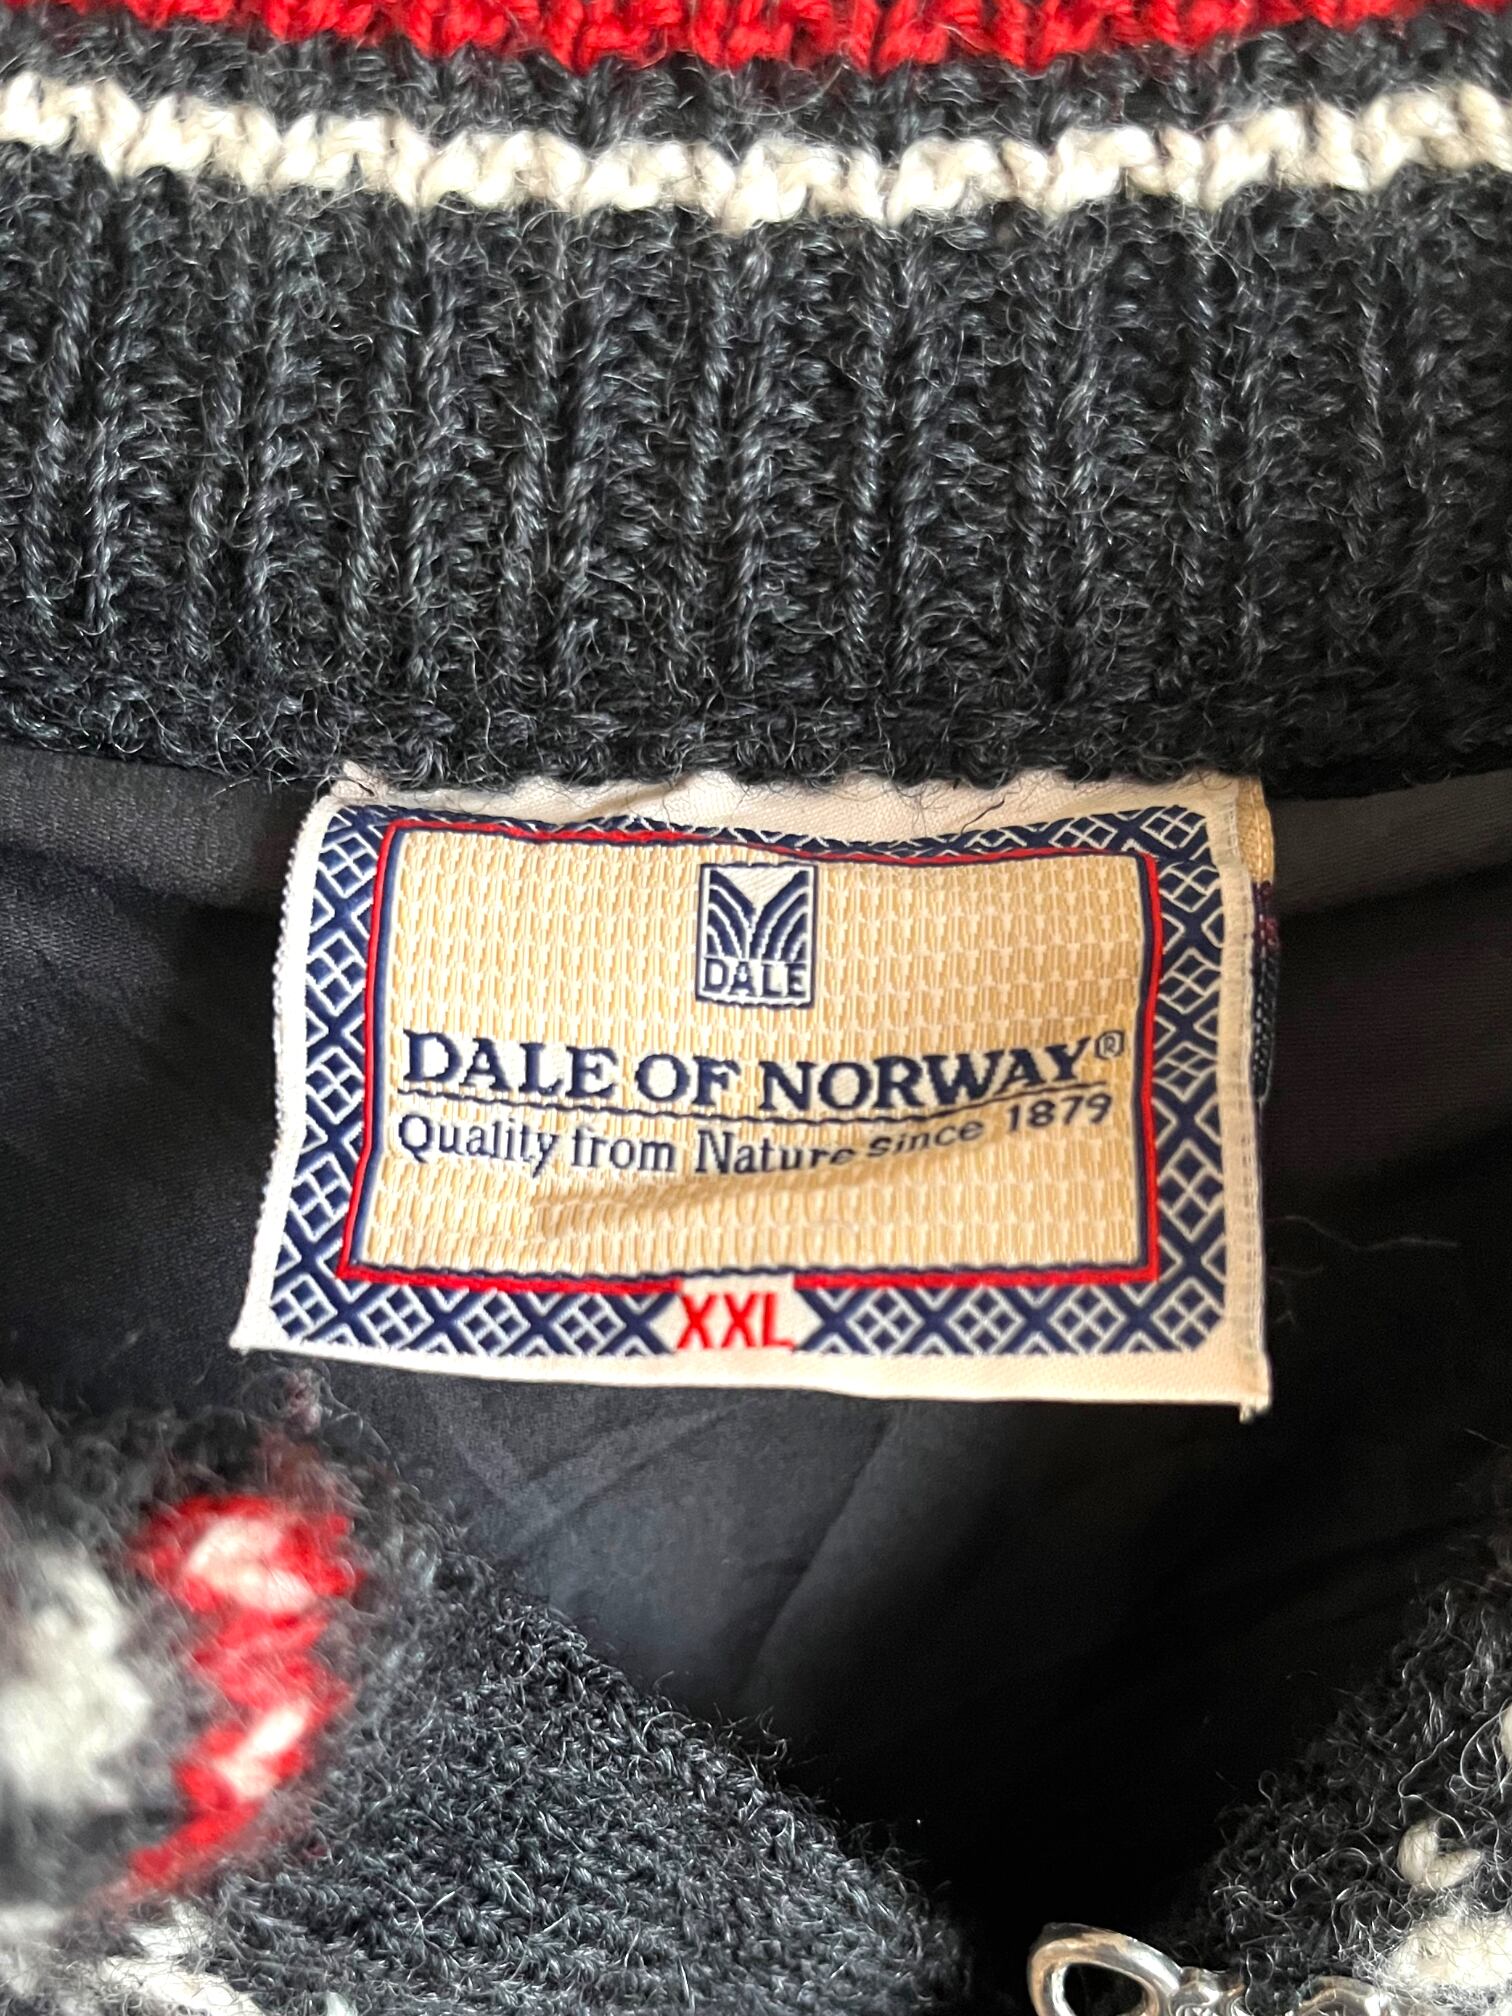 DALE
DALE OF NORWAY®
Quality from Nature since 1879
XXL